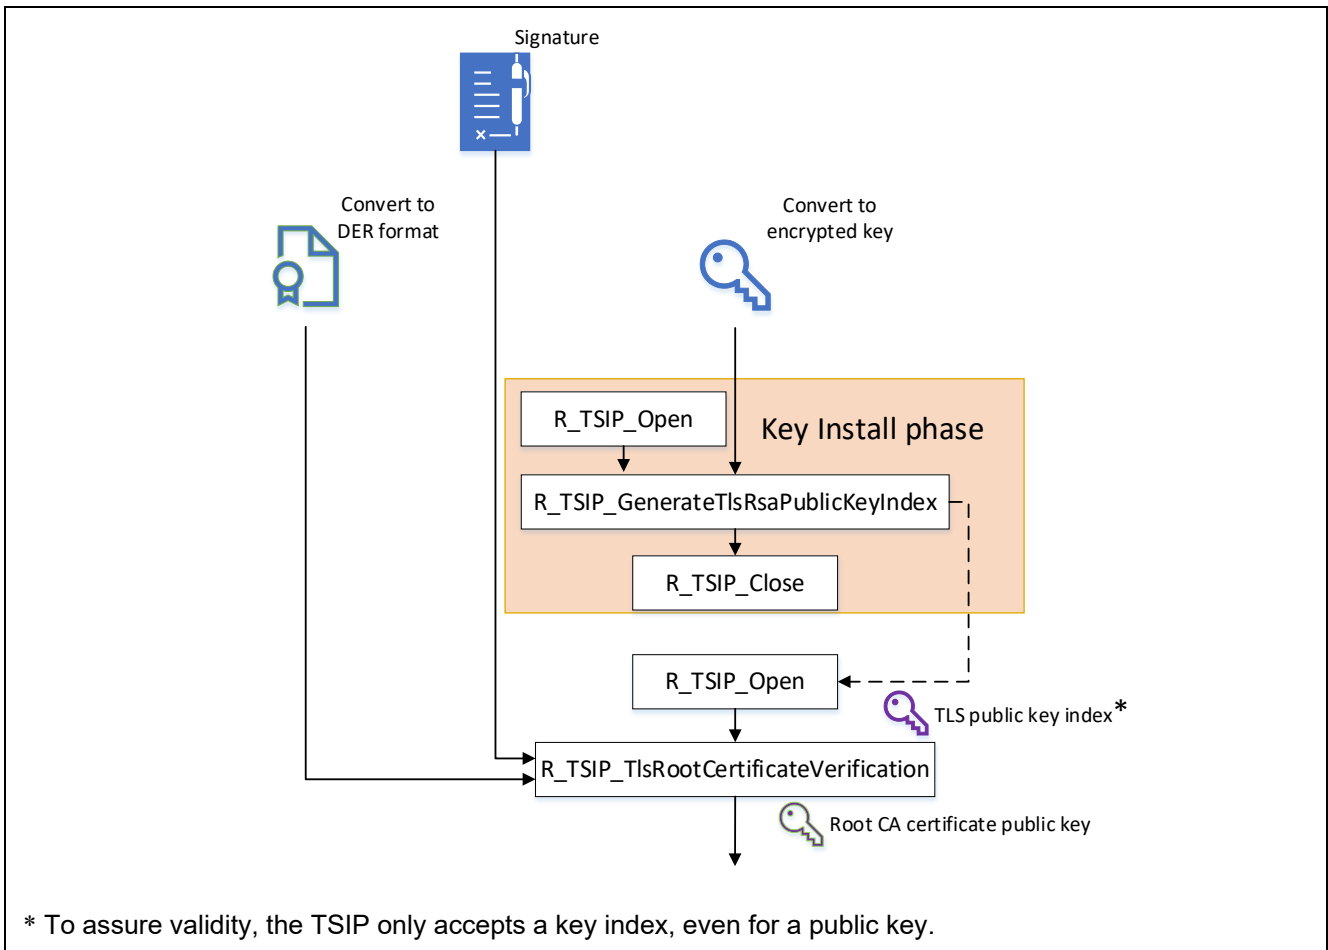 Signature
Convert to
DER format
Convert to
encrypted key
R_TSIP_Open
Key Install phase
R_TSIP_GenerateTlsRsaPublicKeyIndex
R_TSIP_Close
R_TSIP_Open
TLS public key index*
R_TSIP_TlsRootCertificateVerification
Root CA certificate public key
* To assure validity, the TSIP only accepts a key index, even for a public key.